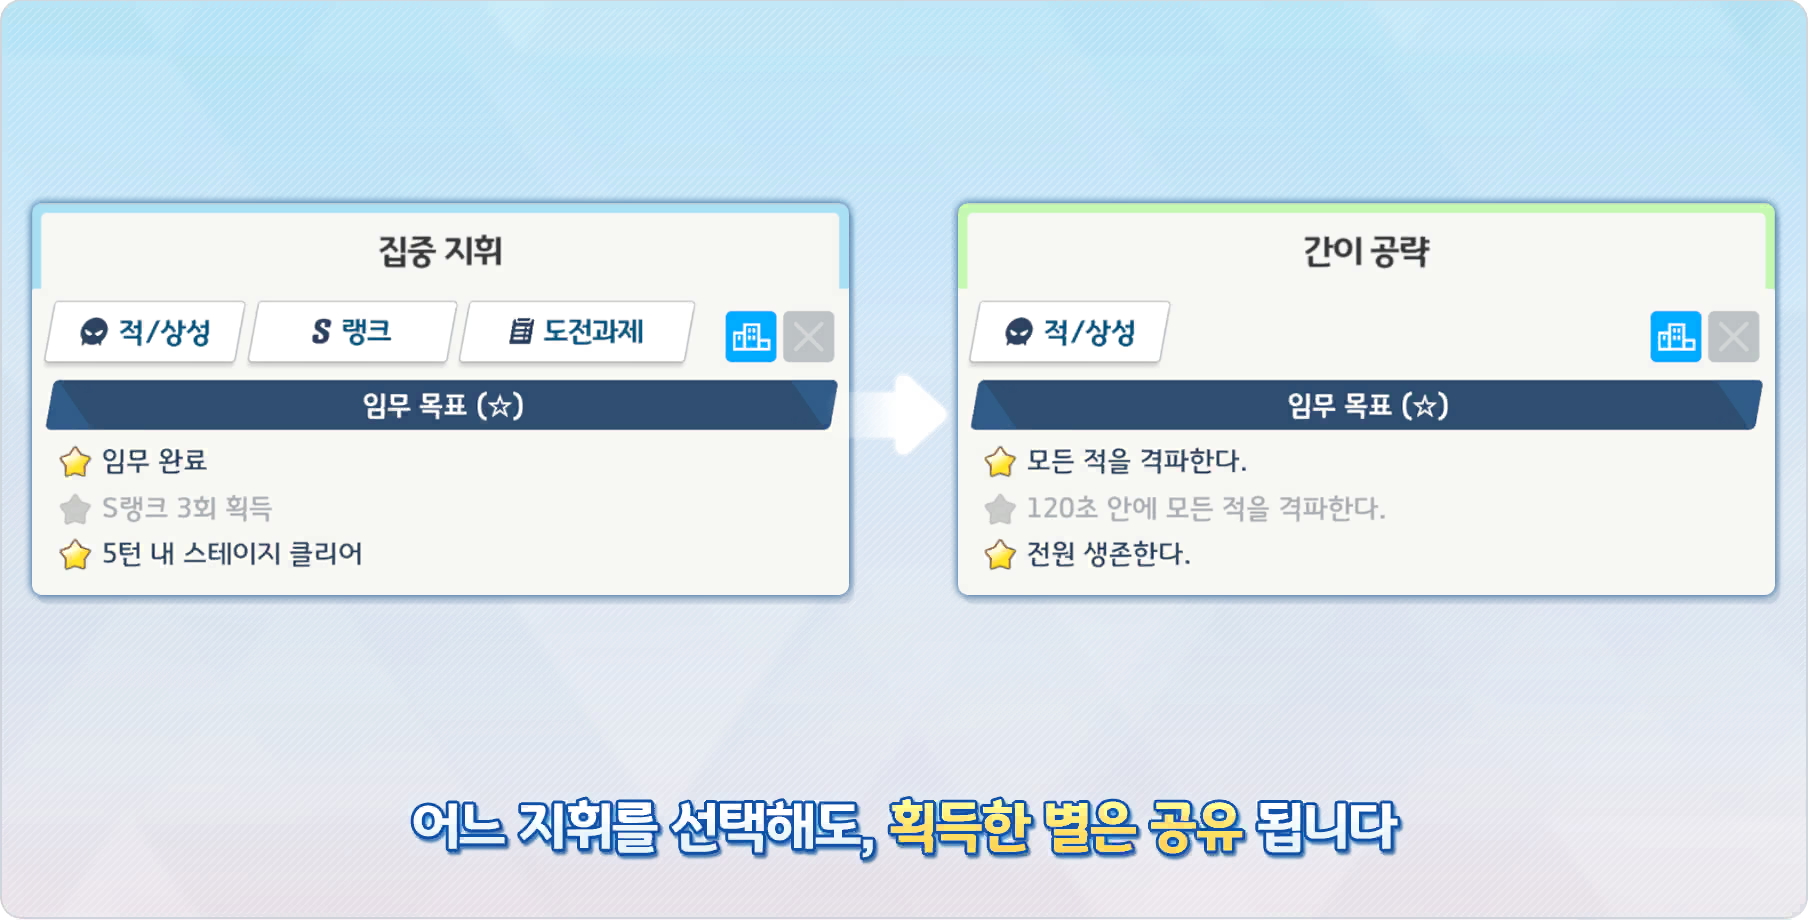 집중 지휘
적/상성
S 랭크
도전과제
임무 목표 (☆)
임무 완료
S랭크 3회 획득
5턴 내 스테이지 클리어
간이 공략
적/상성
임무 목표 (☆)
모든 적을 격파한다.
120초 안에 모든 적을 격파한다.
전원 생존한다.
어느 지휘를 선택해도, 획득한 별은 공유 됩니다